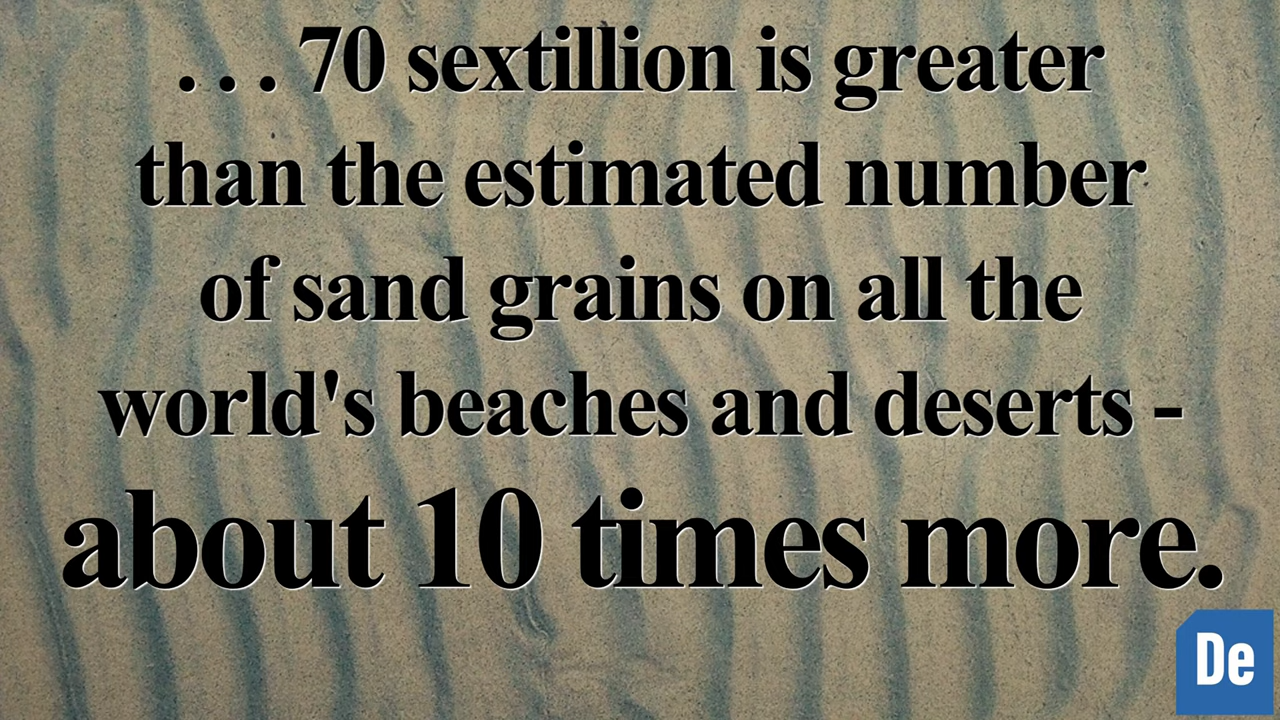 . . . 70 sextillion is greater
than the estimated number
of sand grains on all the
world's beaches and deserts -
about 10 times more.
De